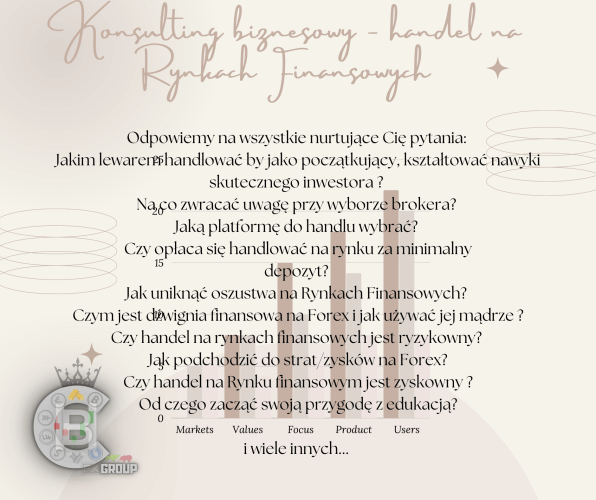 Konsulting biznesowy - handel na
Rynkach Finansowych
Odpowiemy na wszystkie nurtujące Cię pytania:
Jakim lewarem handlować by jako początkujący, kształtować nawyki
25
skutecznego inwestora ?
Na co zwracać uwagę przy wyborze brokera?
20
Jaką platformę do handlu wybrać?
Czy opłaca się handlować na rynku za minimalny
15
depozyt?
Jak uniknąć oszustwa na Rynkach Finansowych?
Czym jest dźwignia finansowa na Forex i jak używać jej mądrze ?
10
Czy handel na rynkach finansowych jest ryzykowny?
Jak podchodzić do strat/zysków na Forex?
5
Czy handel na Rynku finansowym jest zyskowny ?
Od czego zacząć swoją przygodę z edukacją?
0
Markets Values Focus Product Users
i wiele innych...
B
GROUP